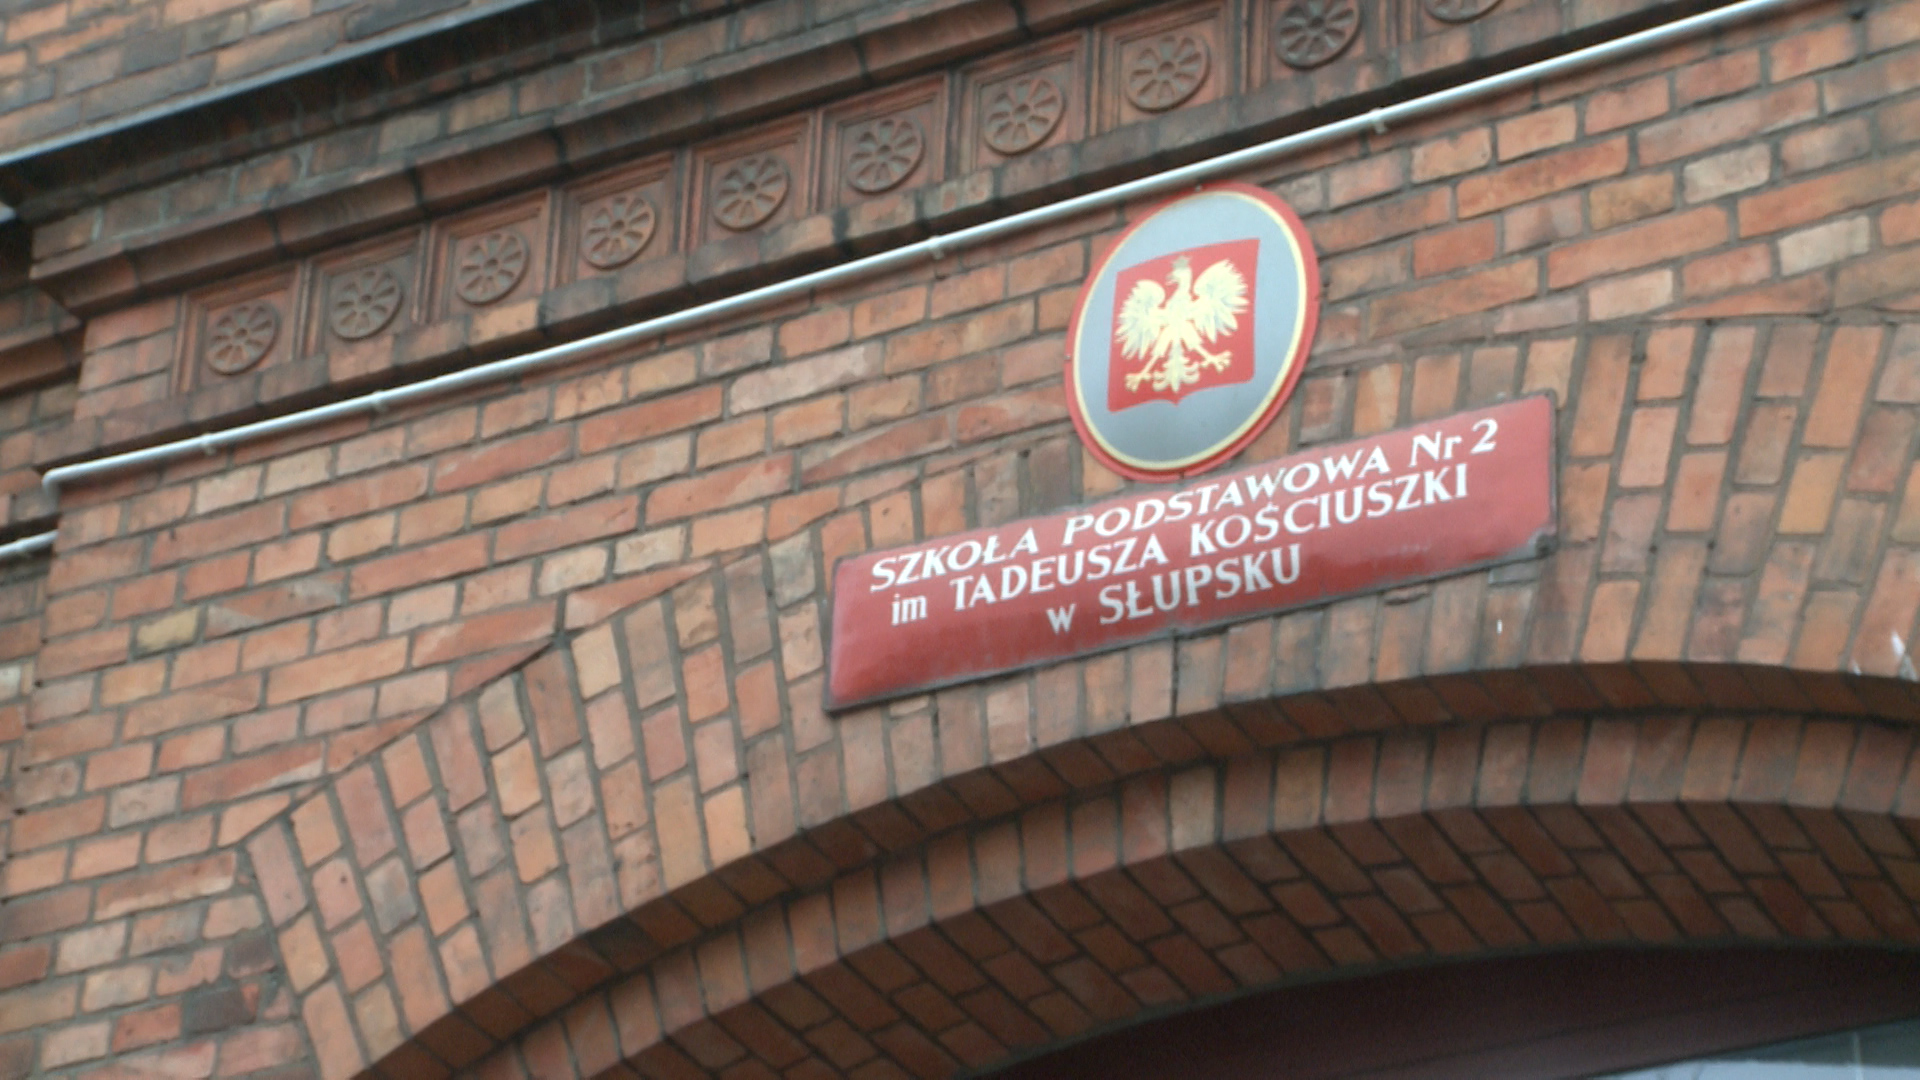 SZKOŁA PODSTAWOWA Nr 2
im TADEUSZA KOŚCIUSZKI
w SŁUPSKU